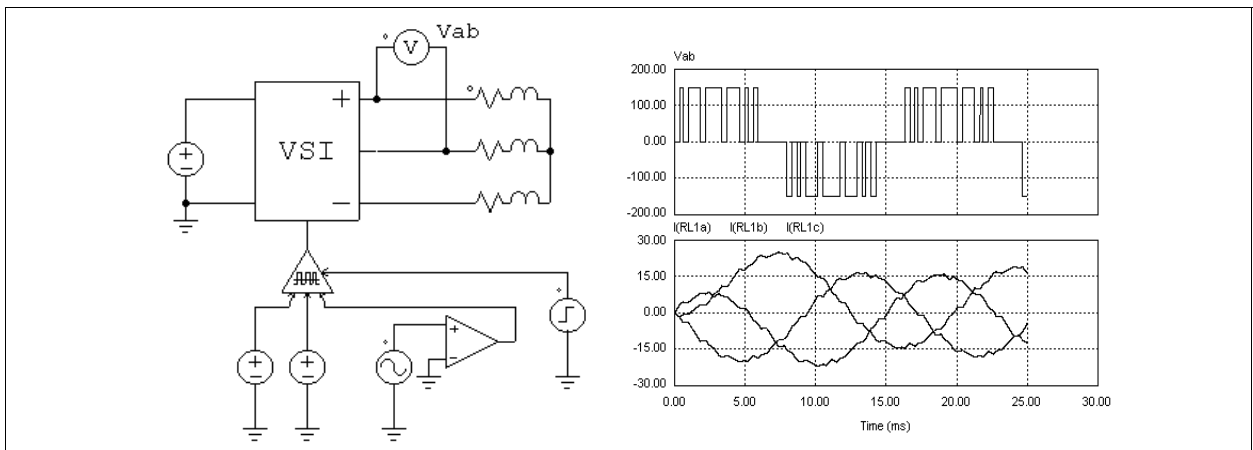 Vab
V
VSI
Vab
200.00
100.00
0.00
-100.00
-200.00
I(RL1a) I(RL1b) I(RL1c)
30.00
15.00
0.00
-15.00
-30.00
0.00 5.00 10.00 15.00 20.00 25.00 30.00
Time (ms)